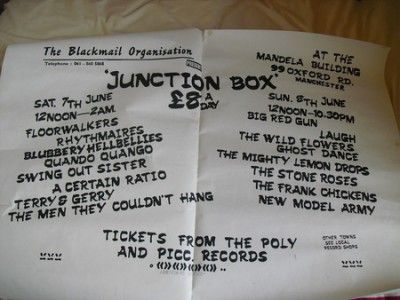 The Blackmail Organisation
PRESENT
Telephone : 061-
'JUNCTION BOX'
£8 A DAY
AT THE
MANDELA BUILDING
99 OXFORD RD.
MANCHESTER
SAT. 7TH JUNE
12NOON-2AM.
FLOORWALKERS
RHYTHMAIRES
BLUBBERY HELLBELLIES
QUANDO QUANGO
SWING OUT SISTER
A CERTAIN RATIO
TERRY & GERRY
THE MEN THEY COULDN'T HANG
SUN. 8TH JUNE
12NOON-10.30PM
BIG RED GUN
LAUGH
THE WILD FLOWERS
GHOST DANCE
THE MIGHTY LEMON DROPS
THE STONE ROSES
THE FRANK CHICKENS
NEW MODEL ARMY
TICKETS FROM THE POLY
AND PICC. RECORDS
OTHER TOWNS
SEE LOCAL
RECORD SHOPS